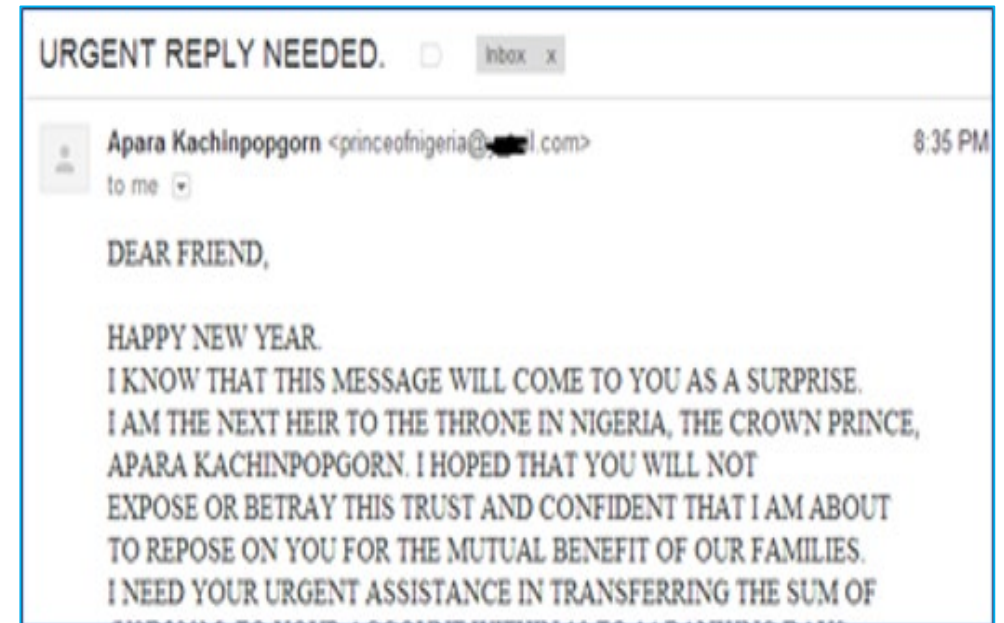 URGENT REPLY NEEDED. Inbox x
Apara Kachinpopgorn <princeofnigeria@ il.com> 8:35 PM
to me
DEAR FRIEND,
HAPPY NEW YEAR.
I KNOW THAT THIS MESSAGE WILL COME TO YOU AS A SURPRISE.
I AM THE NEXT HEIR TO THE THRONE IN NIGERIA, THE CROWN PRINCE,
APARA KACHINPOPGORN. I HOPED THAT YOU WILL NOT
EXPOSE OR BETRAY THIS TRUST AND CONFIDENT THAT I AM ABOUT
TO REPOSE ON YOU FOR THE MUTUAL BENEFIT OF OUR FAMILIES.
I NEED YOUR URGENT ASSISTANCE IN TRANSFERRING THE SUM OF